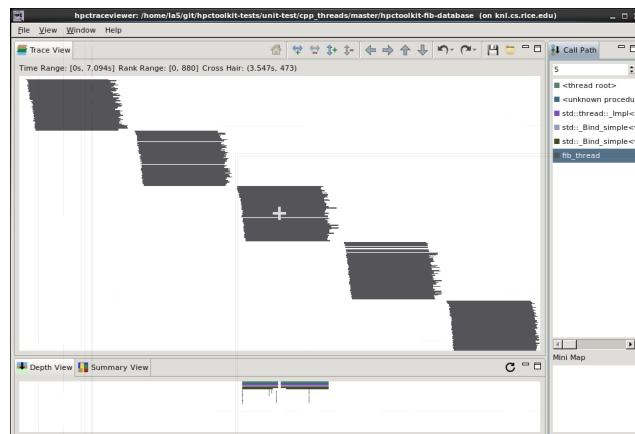 hpctraceviewer: /home/la5/git/hpctoolkit-tests/unit-test/cpp_threads/master/hpctoolkit-fib-database (on knl.cs.rice.edu)
File View Window Help
Trace View
Call Path
Time Range: [0s, 7.094s] Rank Range: [0, 880] Cross Hair: (3.547s, 473)
5
<thread root>
<unknown procedu
std::thread::_Impl<
std::_Bind_simple<
std::_Bind_simple<
fib_thread
Mini Map
Depth View Summary View